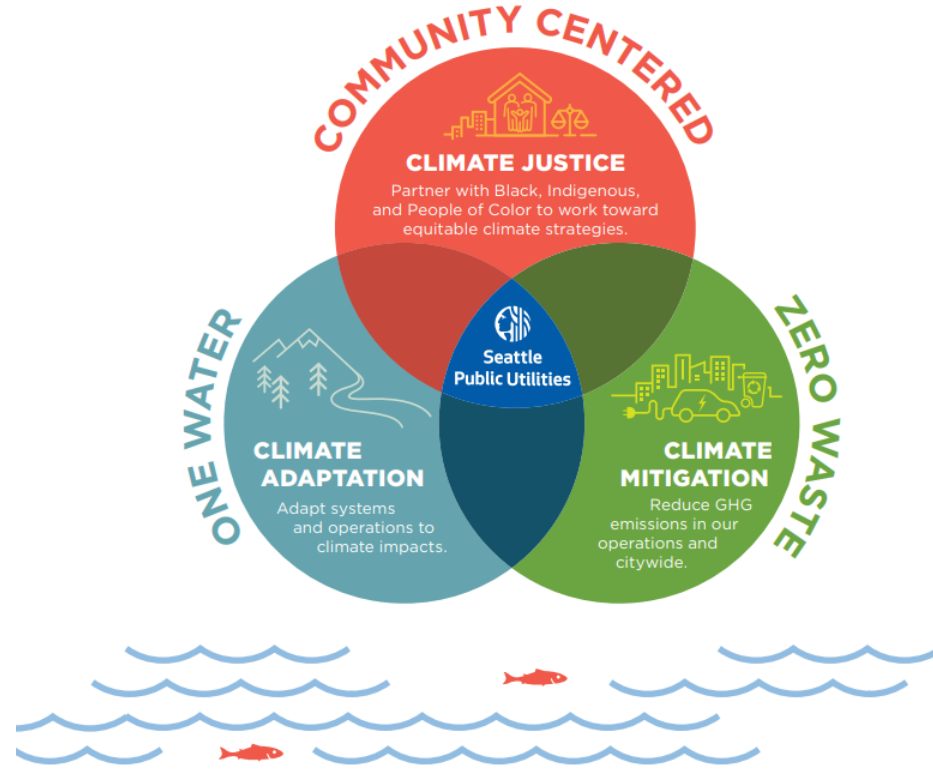 COMMUNITY CENTERED
CLIMATE JUSTICE
Partner with Black, Indigenous,
and People of Color to work toward
equitable climate strategies.
ONE WATER
ZERO WASTE
Seattle
Public Utilities
CLIMATE
ADAPTATION
Adapt systems
and operations to
climate impacts.
CLIMATE
MITIGATION
Reduce GHG
emissions in our
operations and
citywide.